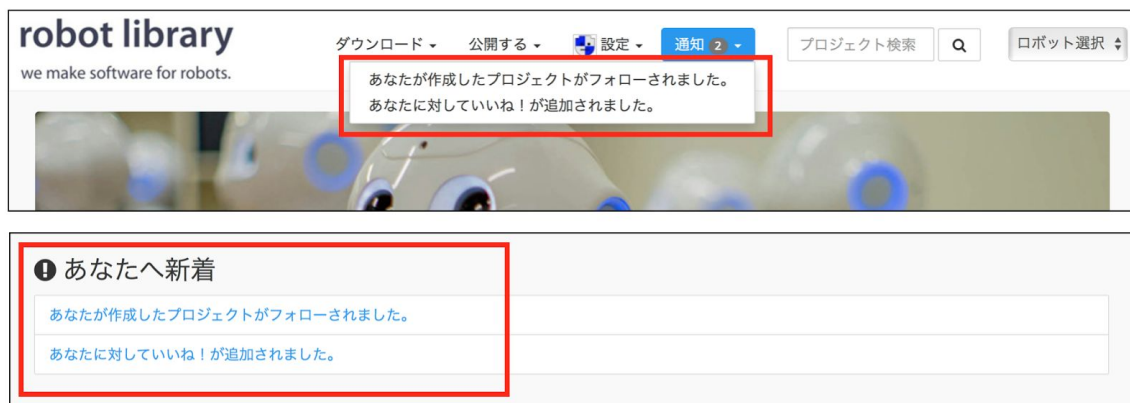 robot library
we make software for robots.
ダウンロード 公開する 設定 通知 2 プロジェクト検索 ロボット選択
あなたが作成したプロジェクトがフォローされました。
あなたに対していいね！が追加されました。
あなたへ新着
あなたが作成したプロジェクトがフォローされました。
あなたに対していいね！が追加されました。